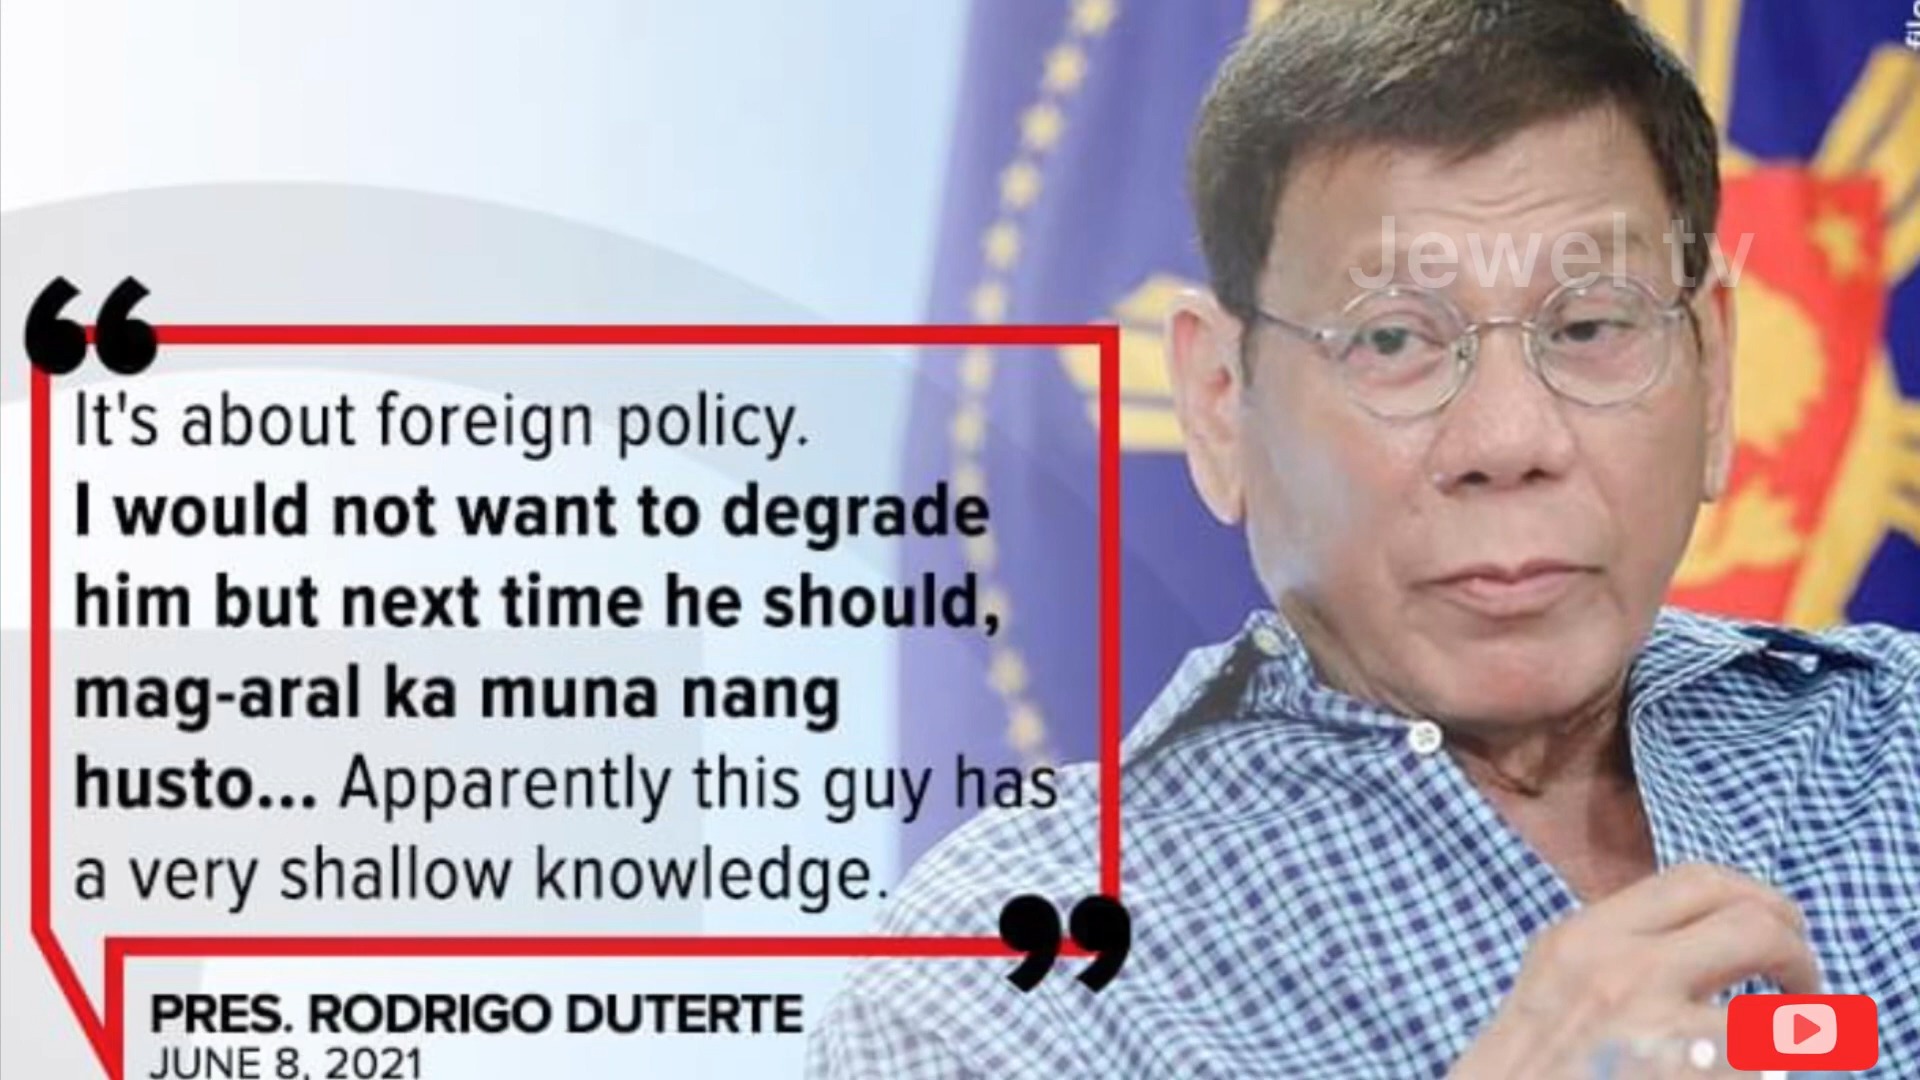 Jewel tv
It's about foreign policy.
I would not want to degrade
him but next time he should,
mag-aral ka muna nang
husto... Apparently this guy has
a very shallow knowledge.
PRES. RODRIGO DUTERTE
JUNE 8, 2021